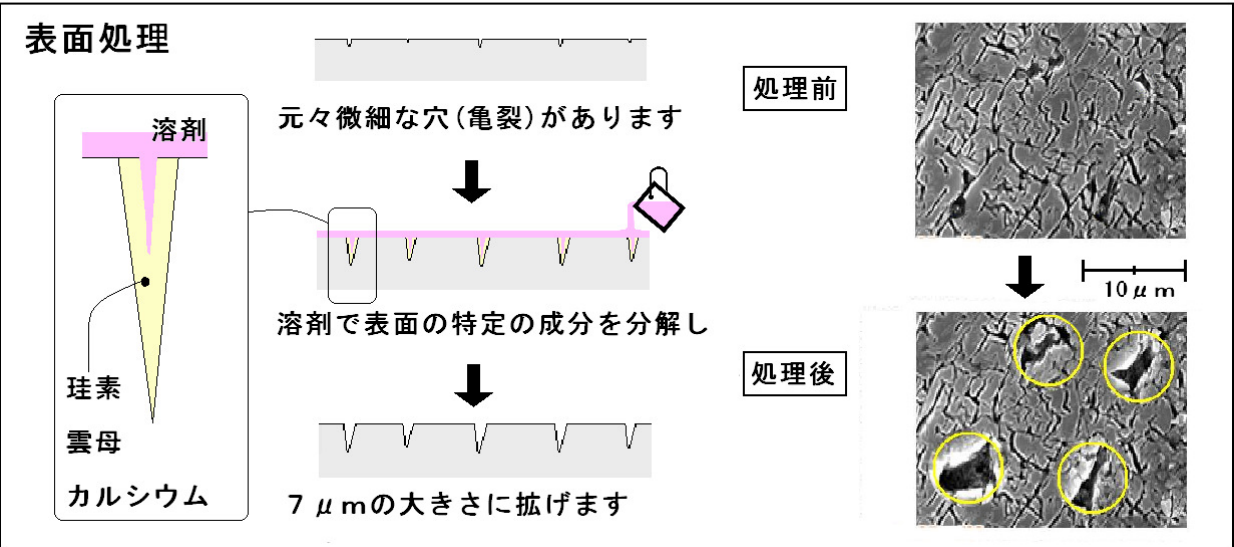 表面処理
溶剤
珪素
雲母
カルシウム
元々微細な穴(亀裂)があります
溶剤で表面の特定の成分を分解し
7μmの大きさに拡げます
処理前
10μm
処理後